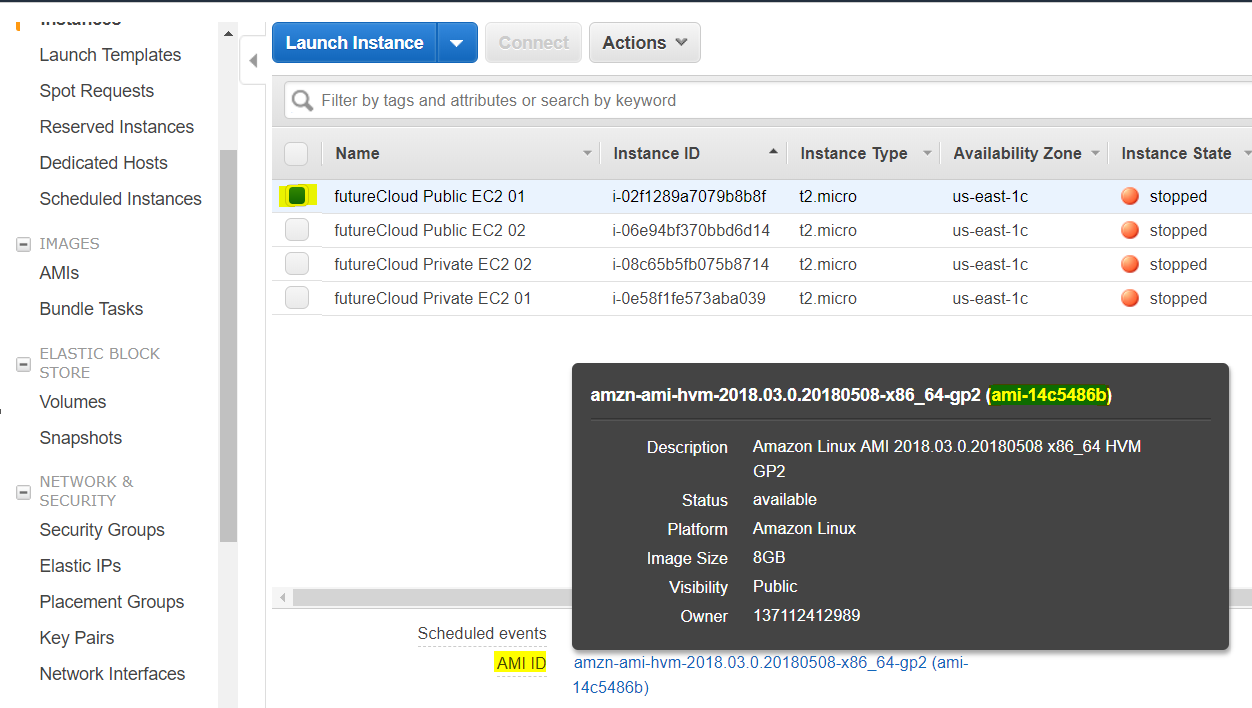 Instances
Launch Templates
Spot Requests
Reserved Instances
Dedicated Hosts
Scheduled Instances
IMAGES
AMIs
Bundle Tasks
ELASTIC BLOCK
STORE
Volumes
Snapshots
NETWORK &
SECURITY
Security Groups
Elastic IPs
Placement Groups
Key Pairs
Network Interfaces
Launch Instance Connect Actions
Filter by tags and attributes or search by keyword
Name Instance ID Instance Type Availability Zone Instance State
futureCloud Public EC2 01 i-02f1289a7079b8b8f t2.micro us-east-1c stopped
futureCloud Public EC2 02 i-06e94bf370bbd6d14 t2.micro us-east-1c stopped
futureCloud Private EC2 02 i-08c65b5fb075b8714 t2.micro us-east-1c stopped
futureCloud Private EC2 01 i-0e58f1fe573aba039 t2.micro us-east-1c stopped
amzn-ami-hvm-2018.03.0.20180508-x86_64-gp2 (ami-14c5486b)
Description Amazon Linux AMI 2018.03.0.20180508 x86_64 HVM
GP2
Status available
Platform Amazon Linux
Image Size 8GB
Visibility Public
Owner 137112412989
Scheduled events
AMI ID amzn-ami-hvm-2018.03.0.20180508-x86_64-gp2 (ami-
14c5486b)